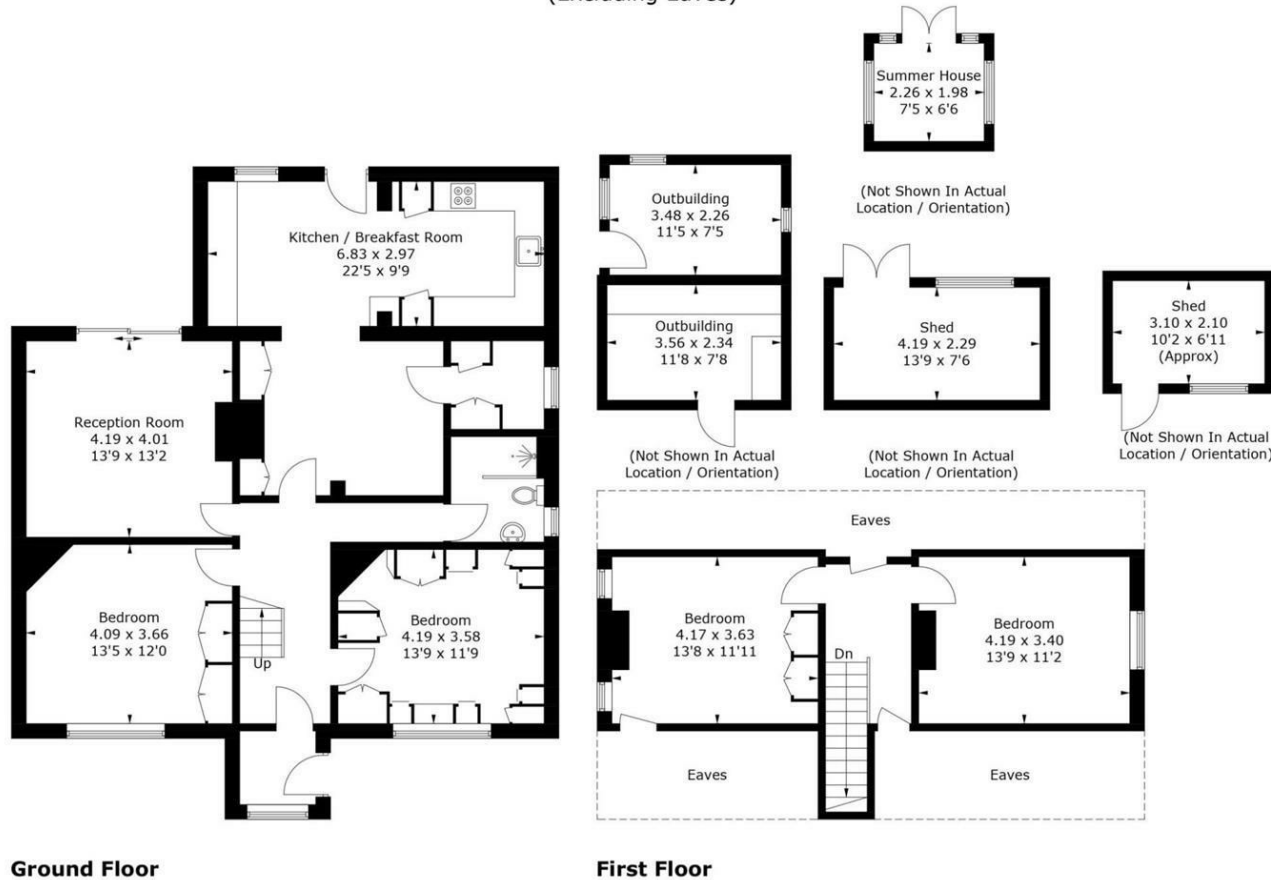 (Including Eaves)
Summer House
2.26 x 1.98
7'5 x 6'6
(Not Shown In Actual
Location / Orientation)
Outbuilding
3.48 x 2.26
11'5 x 7'5
Outbuilding
3.56 x 2.34
11'8 x 7'8
(Not Shown In Actual
Location / Orientation)
Shed
4.19 x 2.29
13'9 x 7'6
(Not Shown In Actual
Location / Orientation)
Shed
3.10 x 2.10
10'2 x 6'11
(Approx)
(Not Shown In Actual
Location / Orientation)
Kitchen / Breakfast Room
6.83 x 2.97
22'5 x 9'9
Reception Room
4.19 x 4.01
13'9 x 13'2
Bedroom
4.09 x 3.66
13'5 x 12'0
Up
Bedroom
4.19 x 3.58
13'9 x 11'9
Ground Floor
Eaves
Bedroom
4.17 x 3.63
13'8 x 11'11
Dn
Bedroom
4.19 x 3.40
13'9 x 11'2
Eaves
Eaves
First Floor